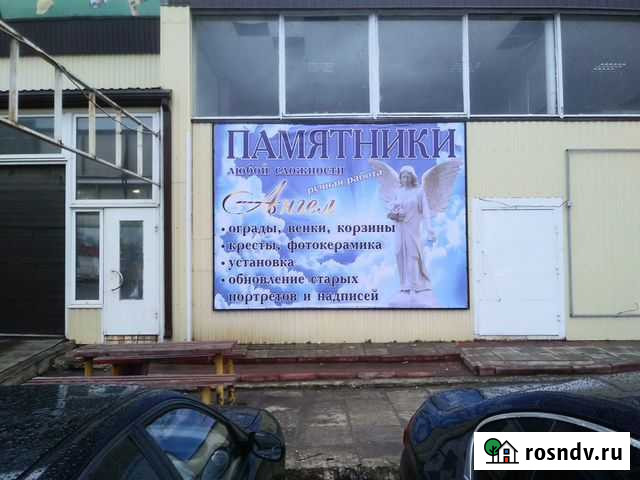 ПАМЯТНИКИ
любой сложности
ручная работа
Ангел
• ограды, венки, корзины
• кресты, фотокерамика
• установка
• обновление старых
портретов и надписей
rosndv.ru